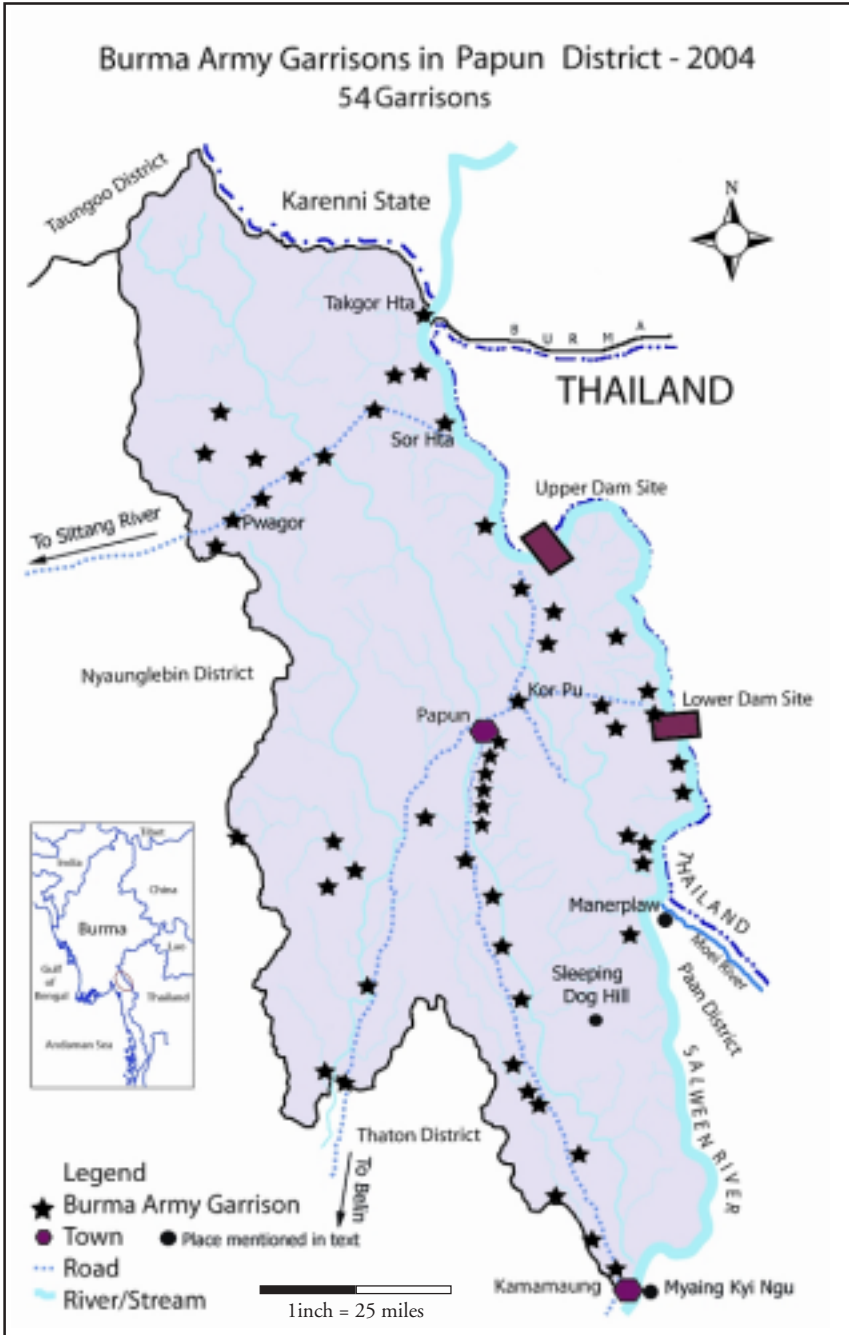 Burma Army Garrisons in Papun District - 2004
54 Garrisons
Taungoo District
Karenni State
N
Takgor Hta
B U R M A
THAILAND
Sor Hta
Upper Dam Site
To Sittang River
Pwagor
Nyaunglebin District
Kor Pu
Papun
Lower Dam Site
Tibet
India
China
Burma
Lao
Gulf
of
Bengal
Thailand
Andaman Sea
THAILAND
Manerplaw
Moei River
Sleeping
Dog Hill
Paan District
SALWEEN RIVER
Thaton District
To Belin
Legend
Burma Army Garrison
Town
Place mentioned in text
Road
River/Stream
1inch = 25 miles
Kamamaung
Myaing Kyi Ngu